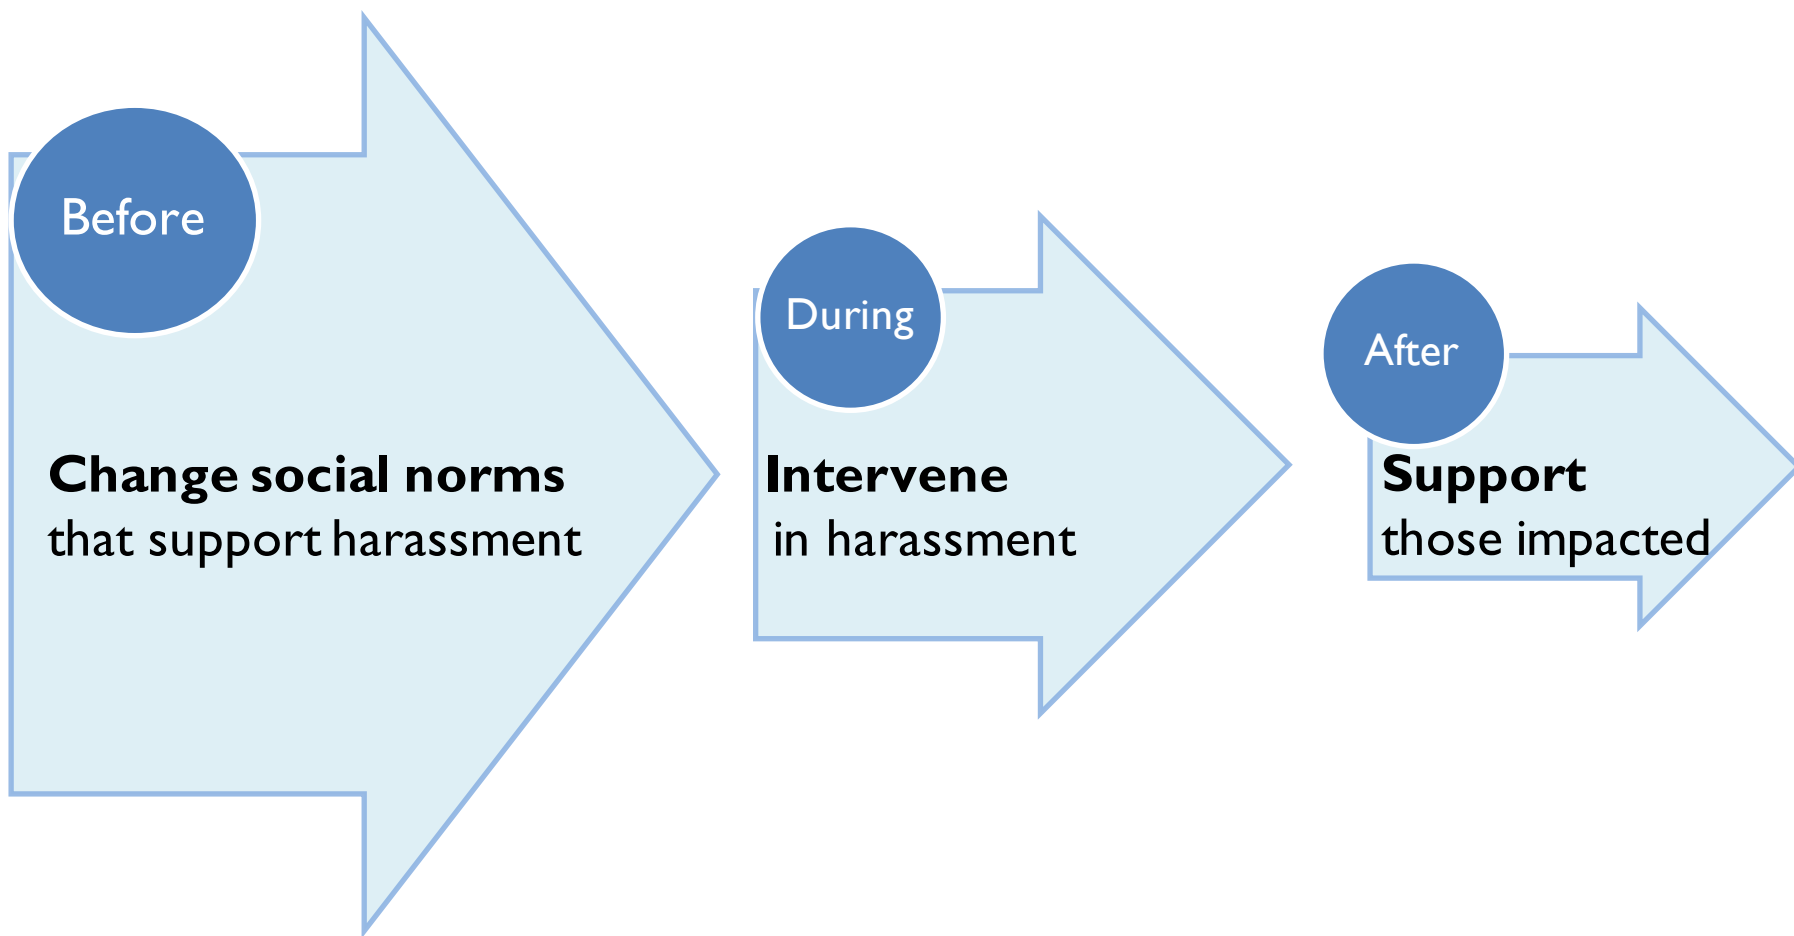 Before
Change social norms
that support harassment
During
Intervene
in harassment
After
Support
those impacted